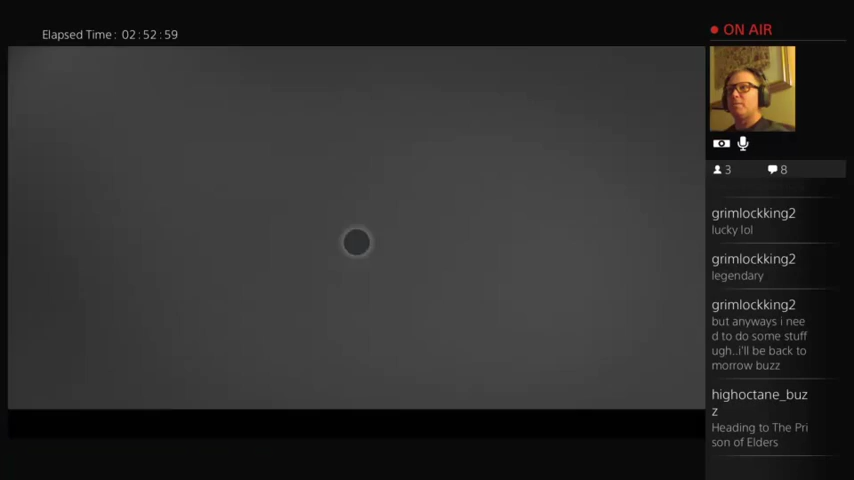 Elapsed Time: 02:52:59
ON AIR
3
8
grimlockking2
lucky lol
grimlockking2
legendary
grimlockking2
but anyways i nee
d to do some stuff
ugh..i'll be back to
morrow buzz
highoctane_buz
z
Heading to The Pri
son of Elders